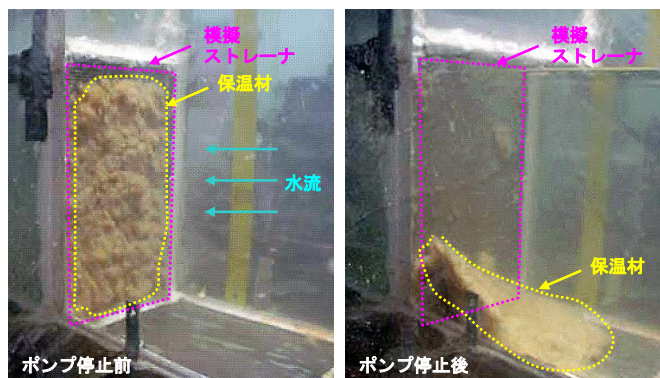 模擬
ストレーナ
保温材
水流
ポンプ停止前
模擬
ストレーナ
保温材
ポンプ停止後